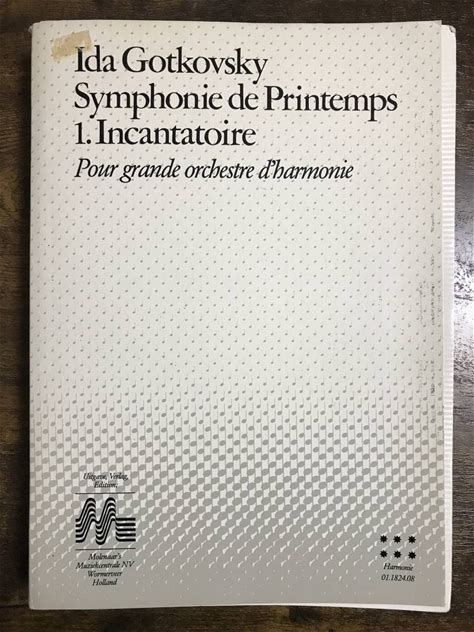 Ida Gotkovsky
Symphonie de Printemps
1. Incantatoire
Pour grande orchestre d'harmonie
Uitgave, Verlag,
Edition:
Molenaar's
Muziekcentrale NV
Wormerveer
Holland
Harmonie
01.1824.08